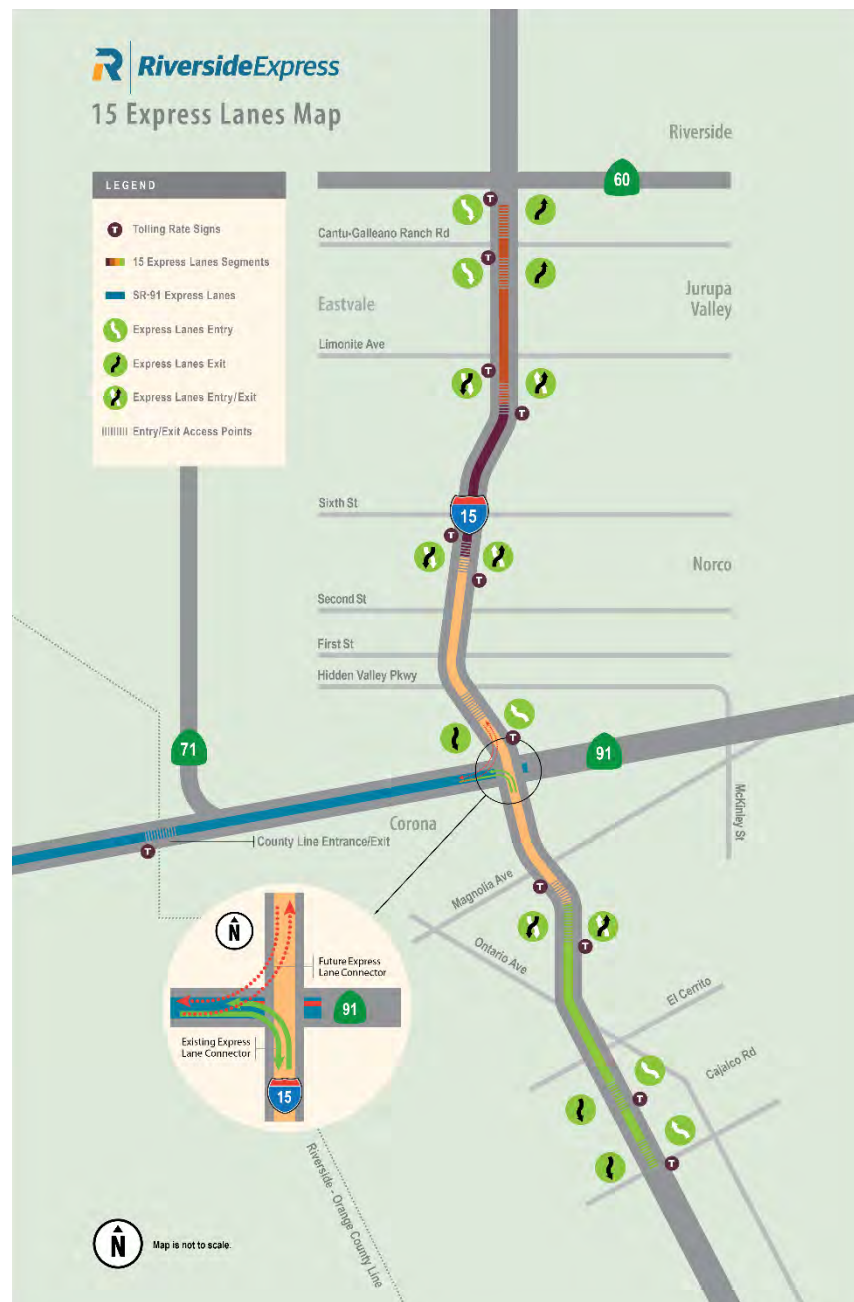 RiversideExpress
15 Express Lanes Map
LEGEND
T Tolling Rate Signs
15 Express Lanes Segments
SR-91 Express Lanes
Express Lanes Entry
Express Lanes Exit
Express Lanes Entry/Exit
Entry/Exit Access Points
Riverside
60
T
Cantu-Galleano Ranch Rd
T
Eastvale
Jurupa
Valley
Limonite Ave
T
T
Sixth St
15
T
Norco
T
Second St
First St
Hidden Valley Pkwy
T
71
91
McKinley St
Corona
County Line Entrance/Exit
T
Magnolia Ave
T
Ontario Ave
T
El Cerrito
Cajalco Rd
T
T
N
Future Express
Lane Connector
91
Existing Express
Lane Connector
15
Riverside - Orange County Line
N
Map is not to scale.